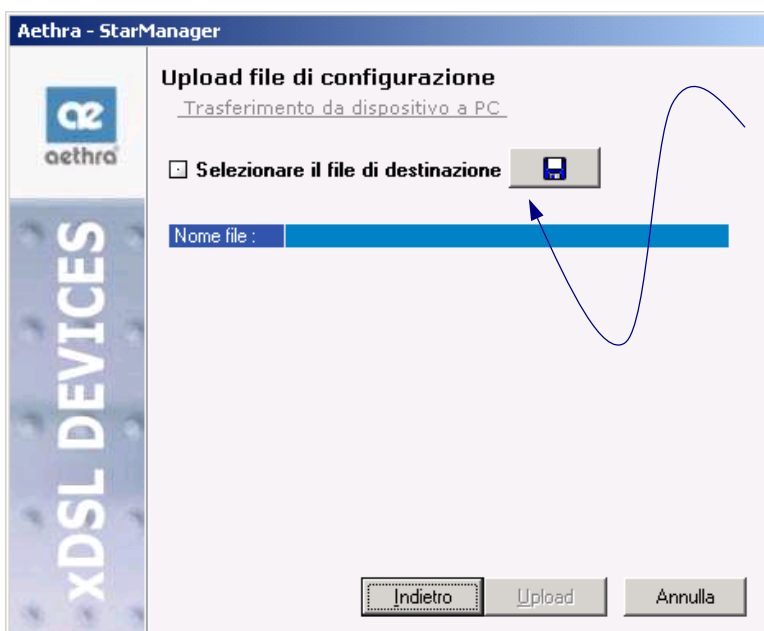 Aethra - StarManager
Upload file di configurazione
Trasferimento da dispositivo a PC
ae
aethra
Selezionare il file di destinazione
Nome file :
xDSL DEVICES
Indietro
Upload
Annulla